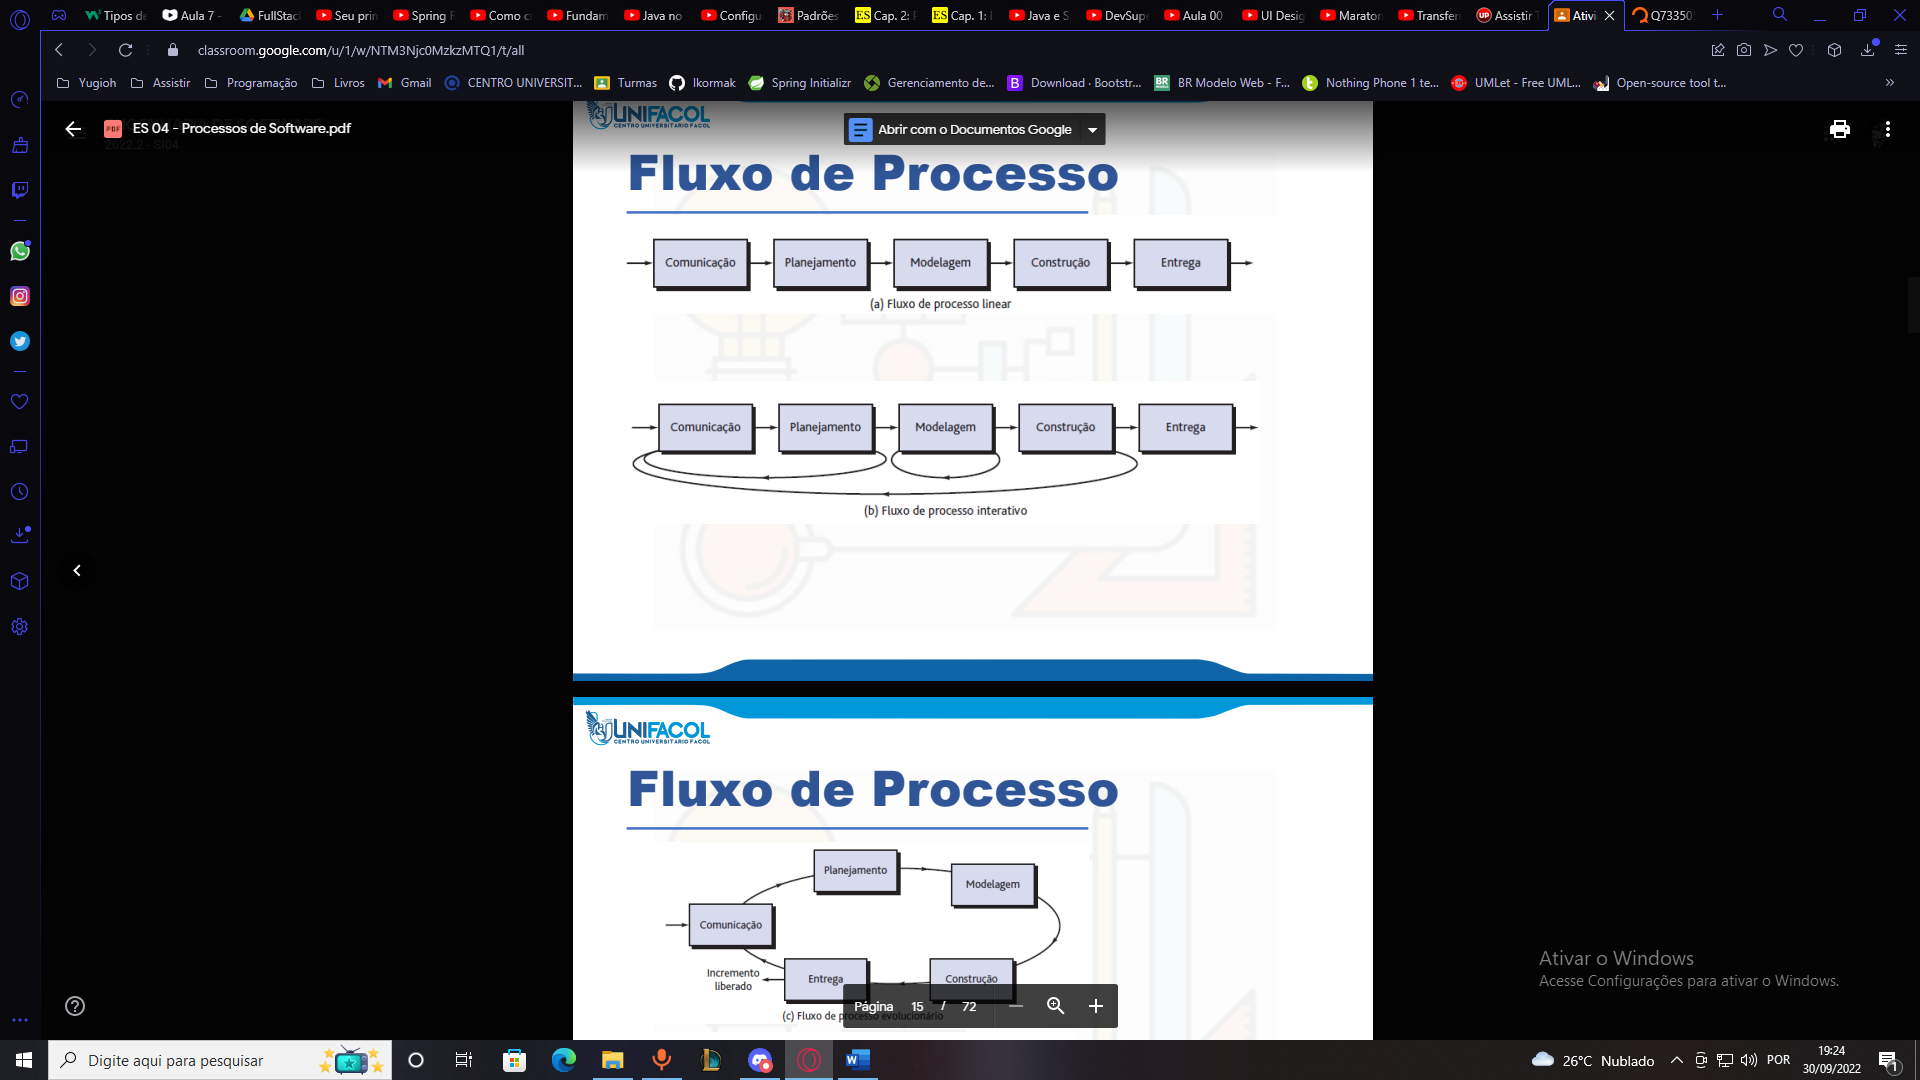 Tipos de
Aula 7 -
FullStac
Seu prin
Spring F
Como c
Fundam
Java no
Configu
Padrões
Cap. 2:
Cap. 1:
Java e S
DevSup
Aula 00
UI Desig
Maraton
Transfer
Assistir
Ativi
Q73350
classroom.google.com/u/1/w/NTM3Njc0MzkzMTQ1/t/all
Yugioh
Assistir
Programação
Livros
Gmail
CENTRO UNIVERSIT...
Turmas
Ikormak
Spring Initializr
Gerenciamento de...
Download · Bootstr...
BR Modelo Web - F...
Nothing Phone 1 te...
UMLet - Free UML...
Open-source tool t...
ES 04 - Processos de Software.pdf
2022.2 - SI04
Abrir com o Documentos Google
UNIFACOL
CENTRO UNIVERSITÁRIO FACOL
Fluxo de Processo
Comunicação
Planejamento
Modelagem
Construção
Entrega
(a) Fluxo de processo linear
Comunicação
Planejamento
Modelagem
Construção
Entrega
(b) Fluxo de processo interativo
UNIFACOL
CENTRO UNIVERSITÁRIO FACOL
Fluxo de Processo
Planejamento
Modelagem
Comunicação
Incremento
liberado
Entrega
Construção
(c) Fluxo de processo evolucionário
Página 15 / 72
Ativar o Windows
Acesse Configurações para ativar o Windows.
Digite aqui para pesquisar
26°C Nublado
POR
19:24
30/09/2022
1